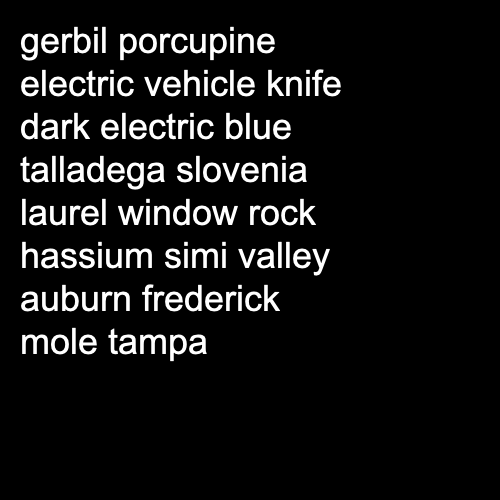 gerbil porcupine
electric vehicle knife
dark electric blue
talladega slovenia
laurel window rock
hassium simi valley
auburn frederick
mole tampa